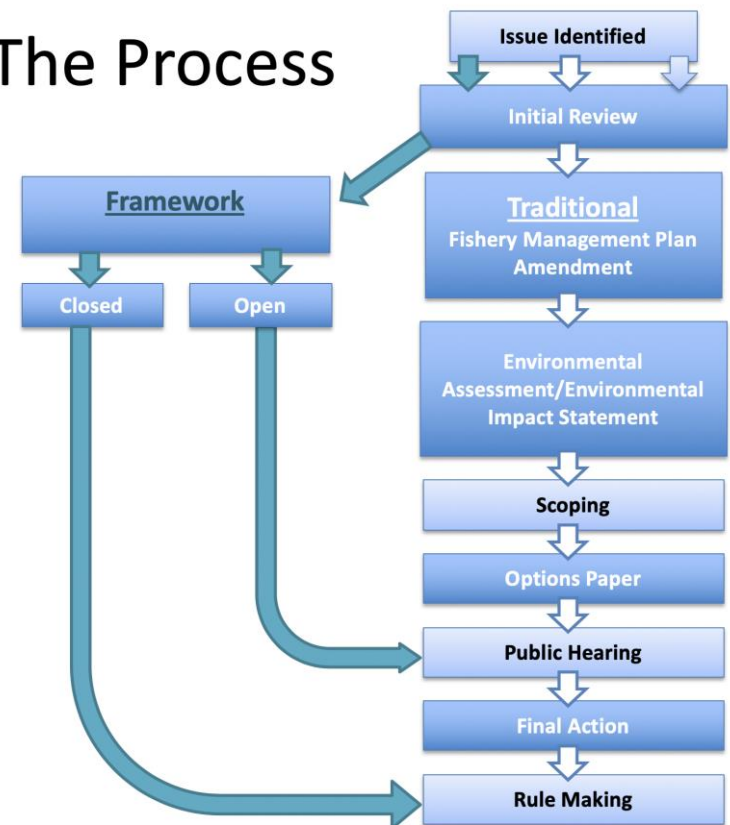 The Process
Issue Identified
Initial Review
Framework
Traditional
Fishery Management Plan
Amendment
Closed
Open
Environmental
Assessment/Environmental
Impact Statement
Scoping
Options Paper
Public Hearing
Final Action
Rule Making